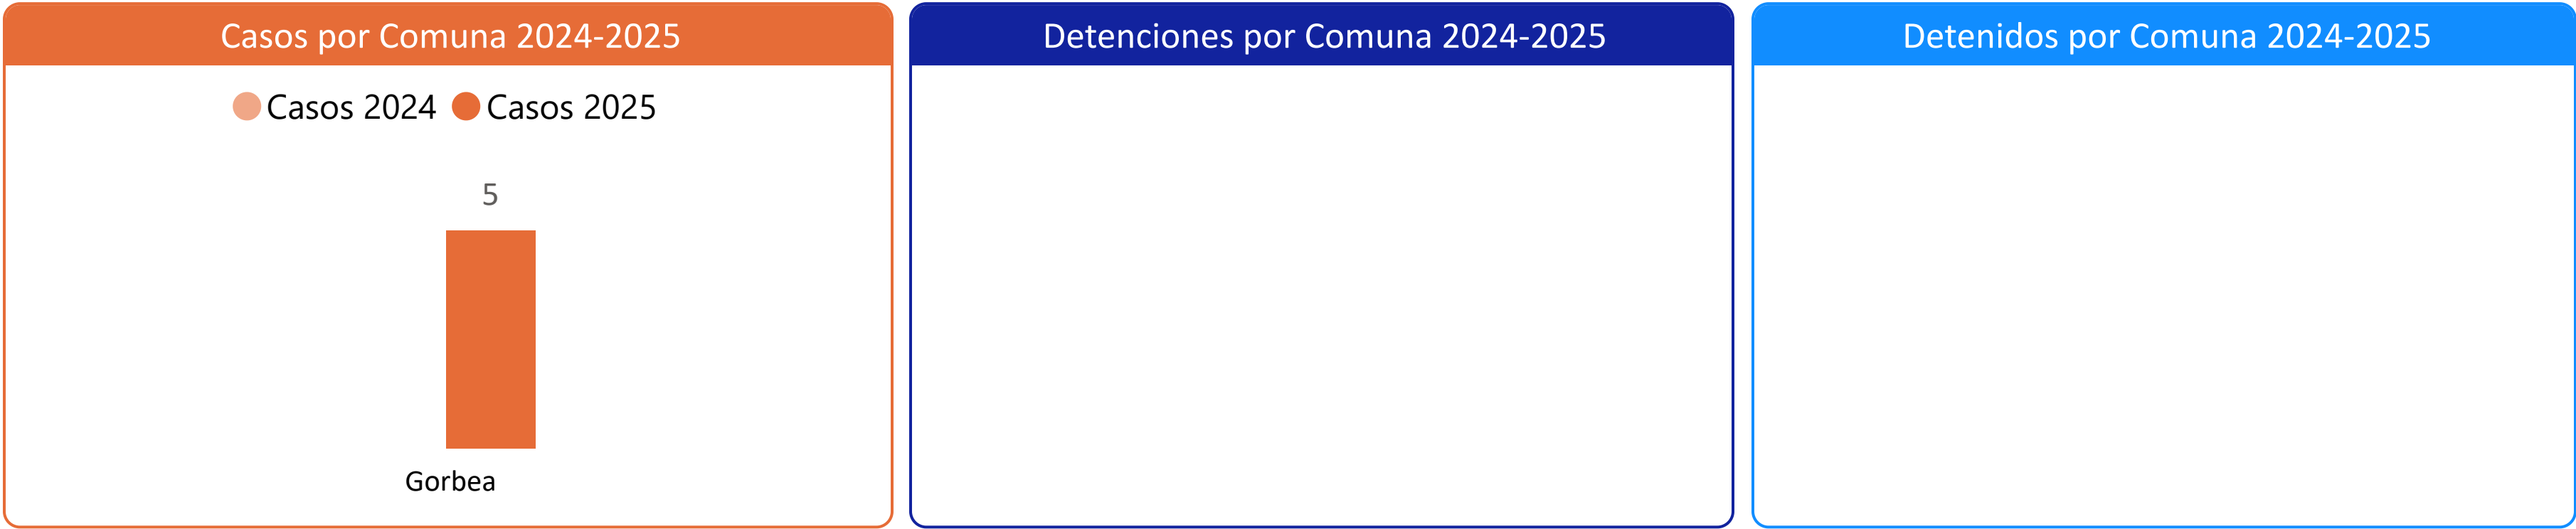 Casos por Comuna 2024-2025
Casos 2024 Casos 2025
5
Gorbea
Detenciones por Comuna 2024-2025
Detenidos por Comuna 2024-2025